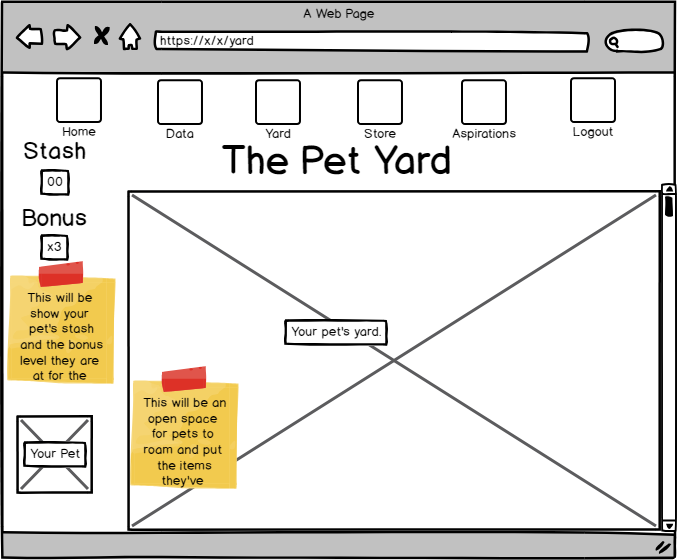 A Web Page
https://x/x/yard
Home
Data
Yard
Store
Aspirations
Logout
Stash
The Pet Yard
00
Bonus
x3
This will be
show your
pet's stash
and the bonus
level they are
at for the
Your pet's yard.
This will be an
open space
for pets to
roam and put
the items
they've
Your Pet